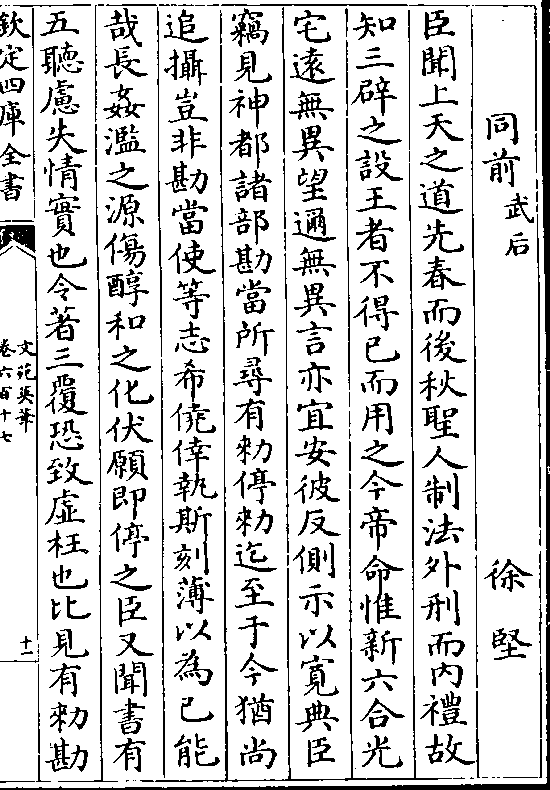 同前武后　徐堅
臣聞上天之道先春而後秋聖人制法外刑而内禮故
知三辟之設王者不得已而用之今帝命惟新六合光
宅遠無異望邇無異言亦宜安彼反側示以寛典臣
竊見神都諸部勘當所尋有勑停勑迄至于今猶尚
追攝豈非勘當使等志希僥倖執斯刻薄以為已能
哉長姦濫之源傷醇和之化伏願即停之臣又聞書有
五聽慮失情實也令著三覆恐致虚枉也比見有勑勘
欽定四庫全書
文苑英華
卷六百十七
十一